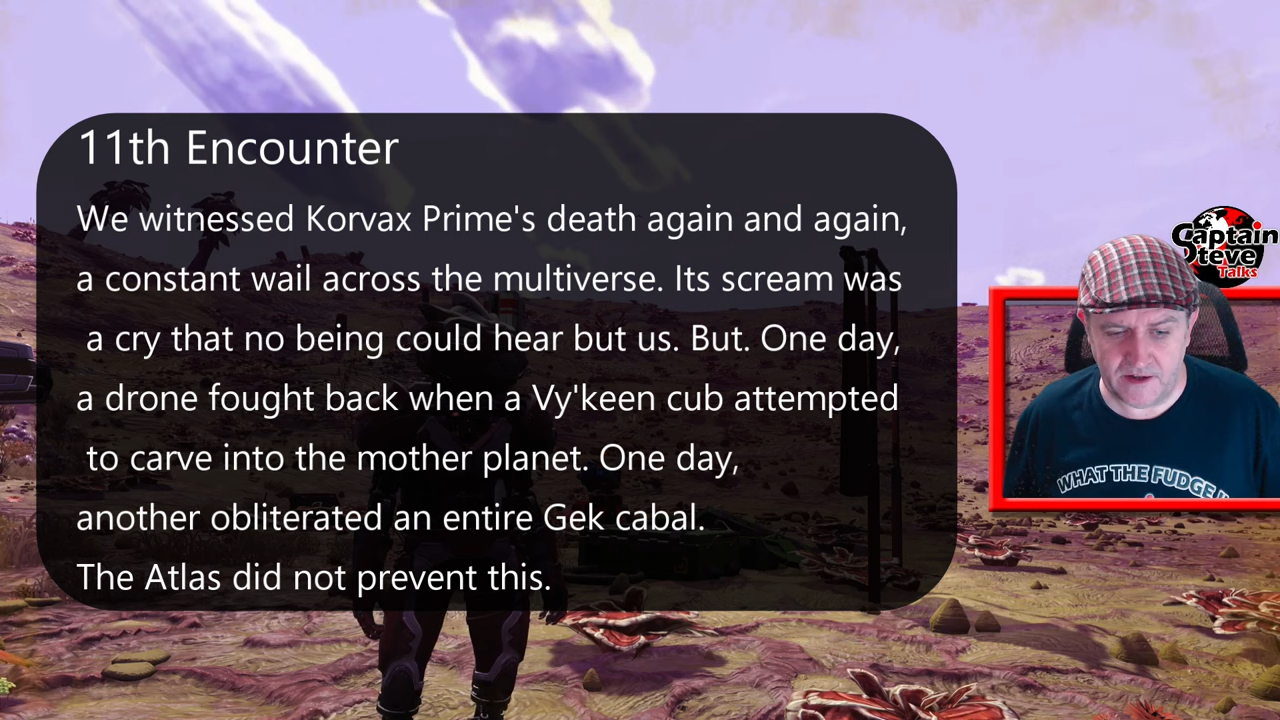 11th Encounter
We witnessed Korvax Prime's death again and again,
a constant wail across the multiverse. Its scream was
a cry that no being could hear but us. But. One day,
a drone fought back when a Vy'keen cub attempted
to carve into the mother planet. One day,
another obliterated an entire Gek cabal.
The Atlas did not prevent this.
Captain
Steve
Talks
WHAT THE FUDGE